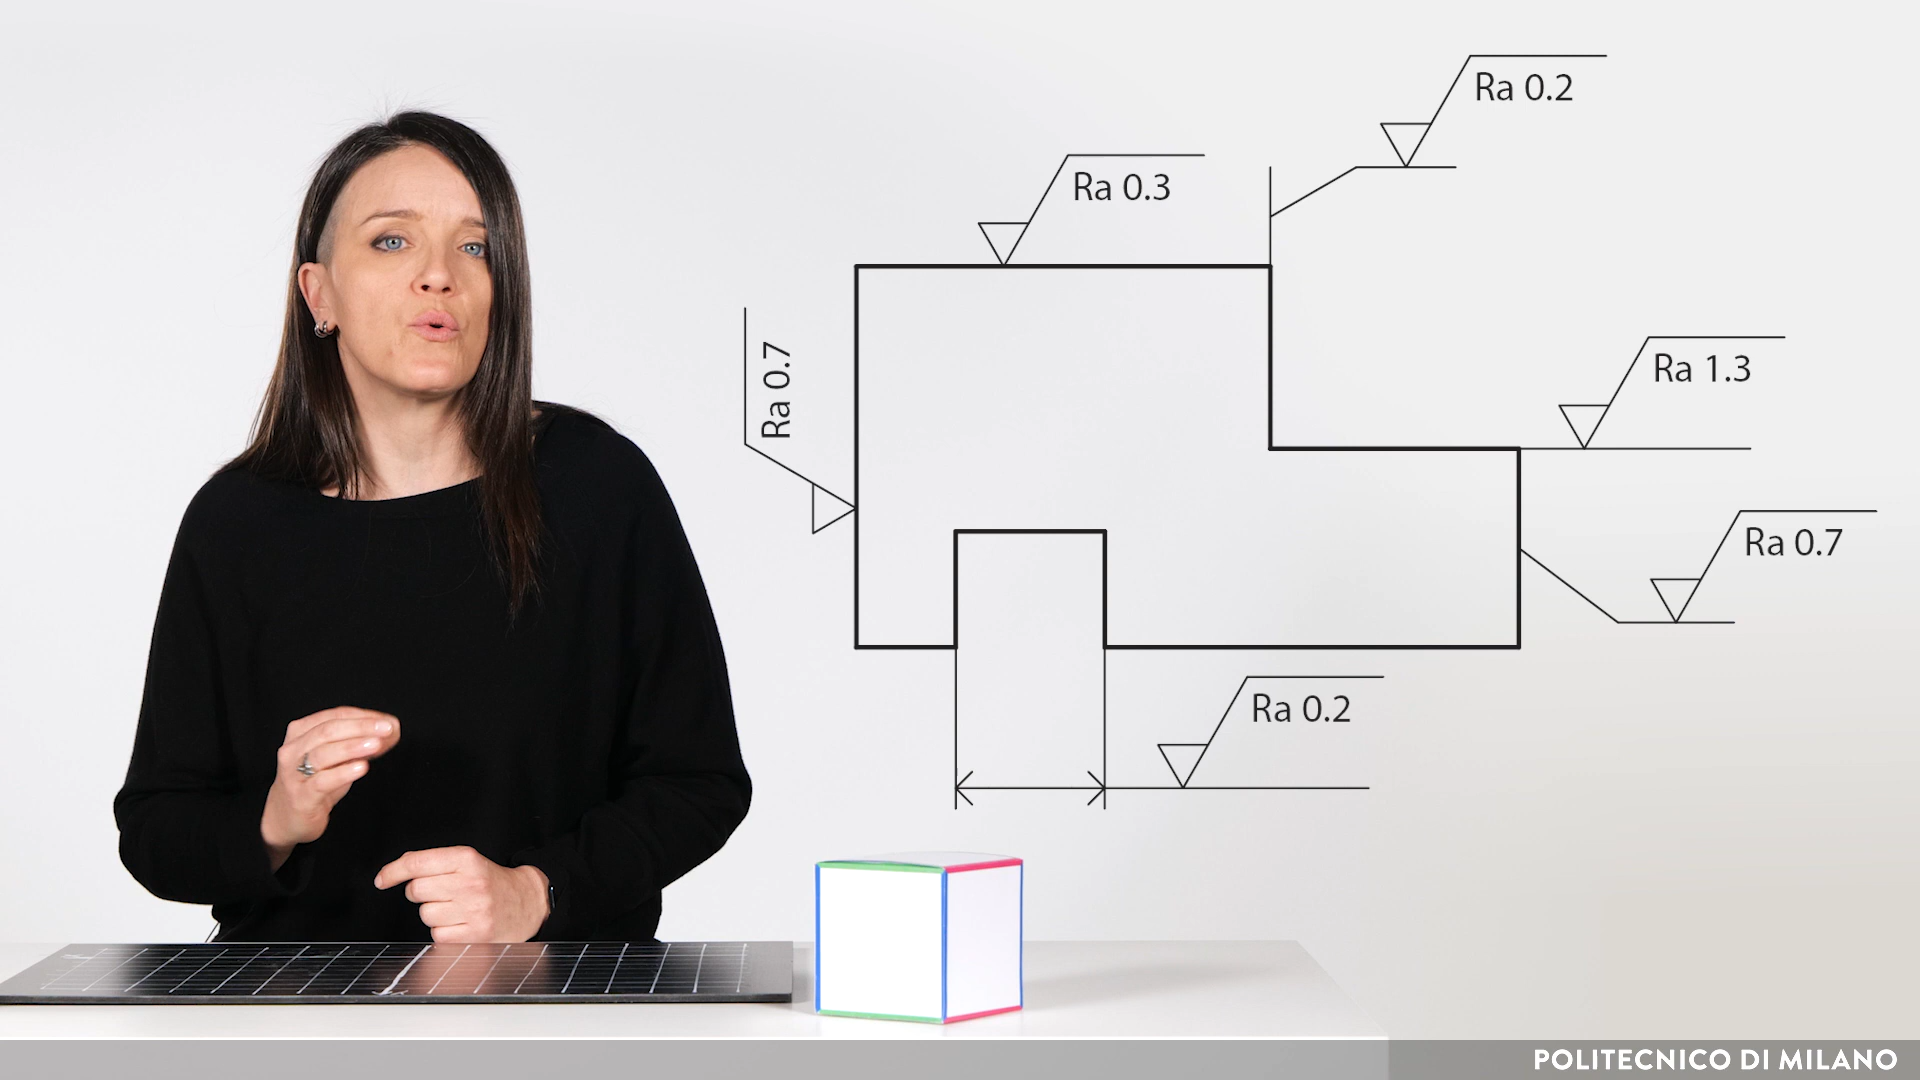 Ra 0.2
Ra 0.3
Ra 0.7
Ra 1.3
Ra 0.7
Ra 0.2
POLITECNICO DI MILANO